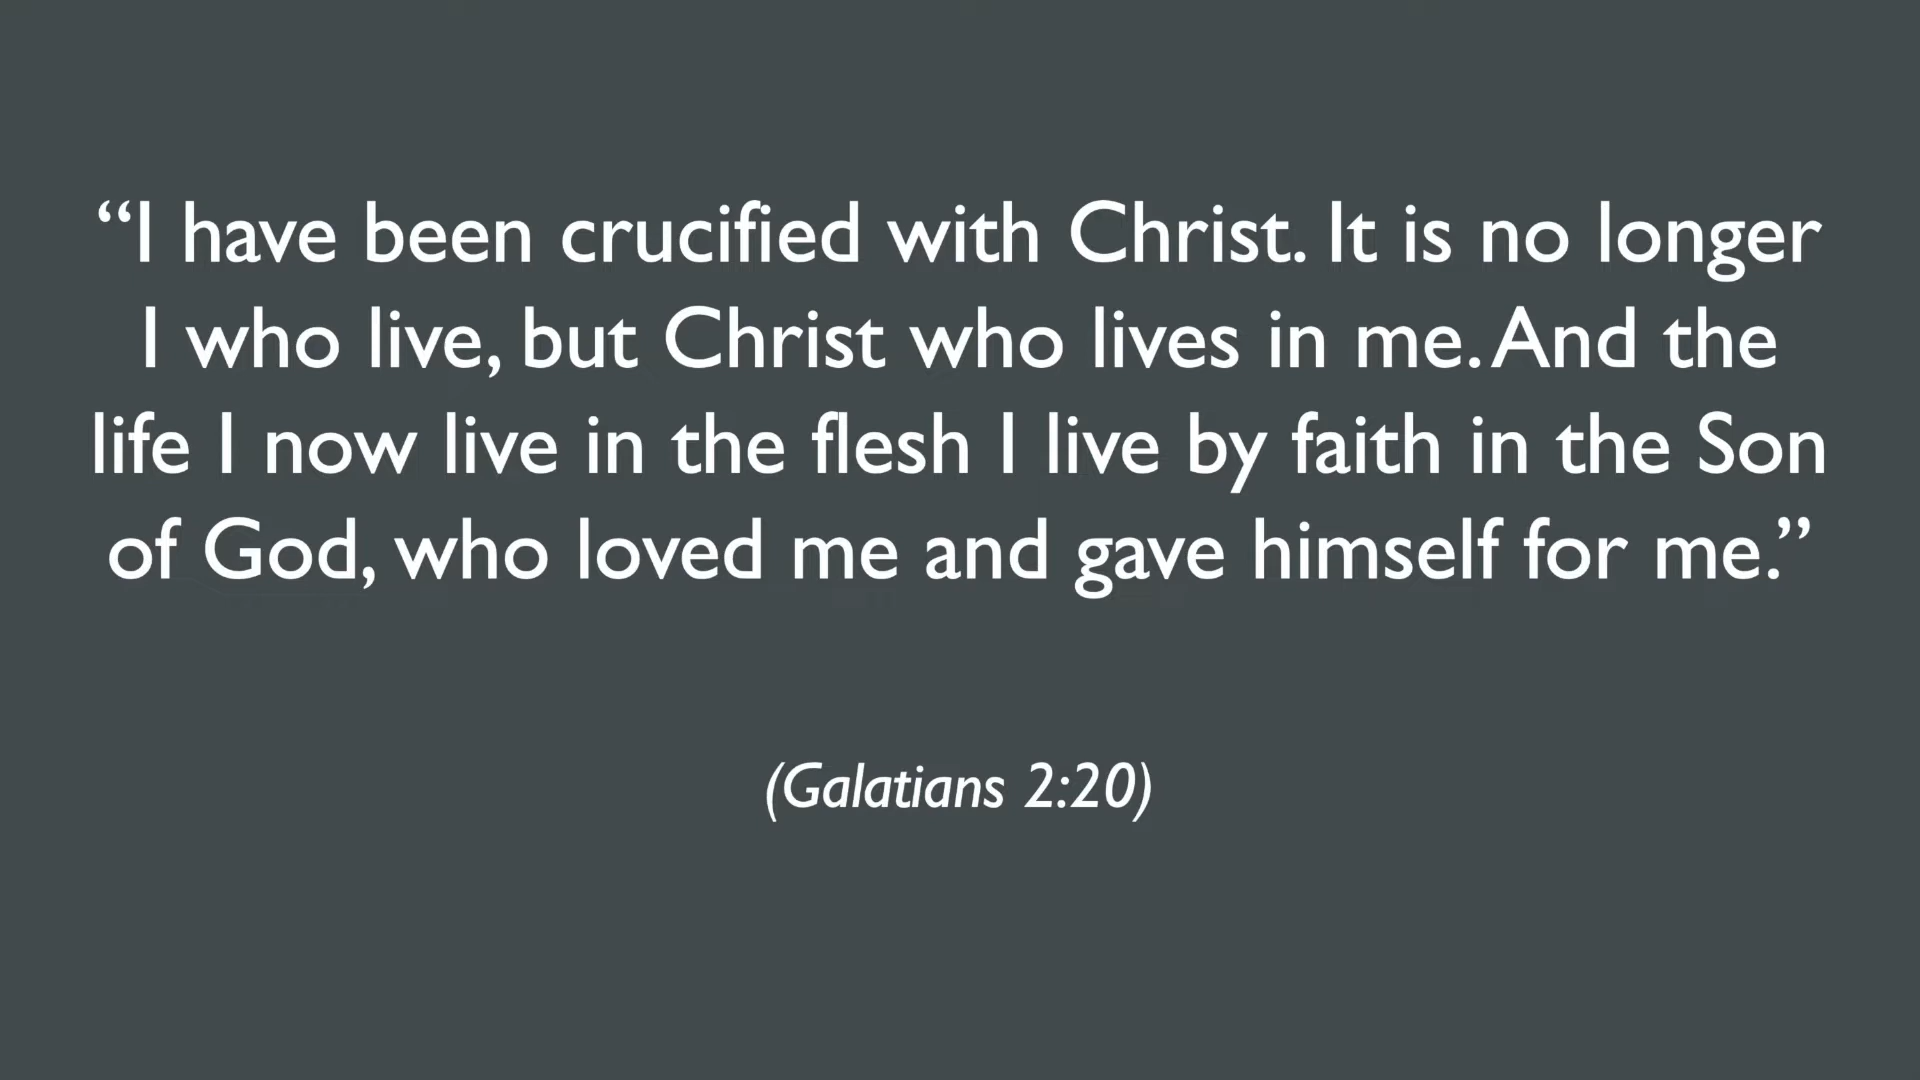 “I have been crucified with Christ. It is no longer
I who live, but Christ who lives in me. And the
life I now live in the flesh I live by faith in the Son
of God, who loved me and gave himself for me.”
(Galatians 2:20)